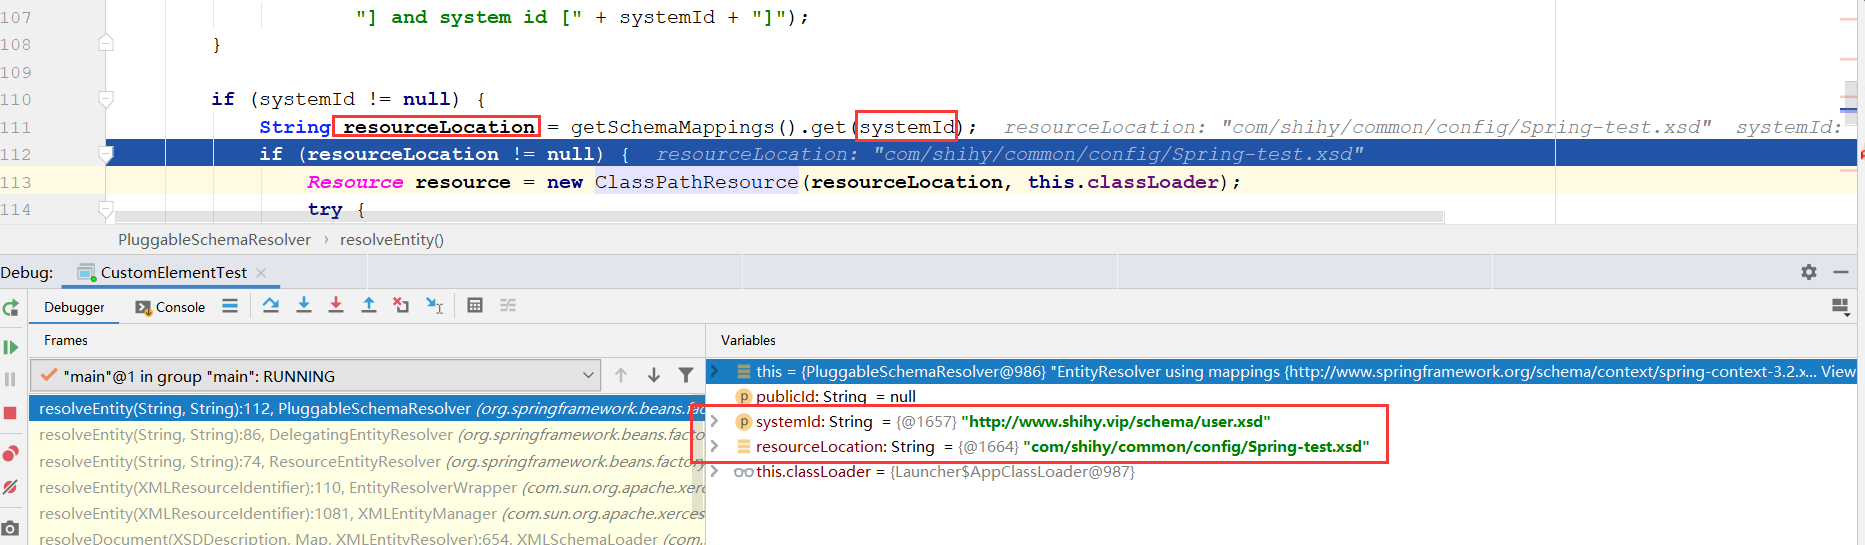 107 "] and system id [" + systemId + "]");
108 }
109
110 if (systemId != null) {
111 String resourceLocation = getSchemaMappings().get(systemId); resourceLocation: "com/shihy/common/config/Spring-test.xsd" systemId:
112 if (resourceLocation != null) { resourceLocation: "com/shihy/common/config/Spring-test.xsd"
113 Resource resource = new ClassPathResource(resourceLocation, this.classLoader);
114 try {
PluggableSchemaResolver › resolveEntity()
Debug: CustomElementTest
Debugger Console
Frames
"main"@1 in group "main": RUNNING
resolveEntity(String, String):112, PluggableSchemaResolver (org.springframework.beans.fac
resolveEntity(String, String):86, DelegatingEntityResolver (org.springframework.beans.factory
resolveEntity(String, String):74, ResourceEntityResolver (org.springframework.beans.factory
resolveEntity(XMLResourceIdentifier):110, EntityResolverWrapper (com.sun.org.apache.xerc
resolveEntity(XMLResourceIdentifier):1081, XMLEntityManager (com.sun.org.apache.xerces
resolveDocument(XSDDescription, Map, XMLEntityResolver):654, XMLSchemaLoader (com.
Variables
this = {PluggableSchemaResolver@986} "EntityResolver using mappings {http://www.springframework.org/schema/context/spring-context-3.2.x... View
publicId: String = null
systemId: String = {@1657} "http://www.shihy.vip/schema/user.xsd"
resourceLocation: String = {@1664} "com/shihy/common/config/Spring-test.xsd"
this.classLoader = {Launcher$AppClassLoader@987}